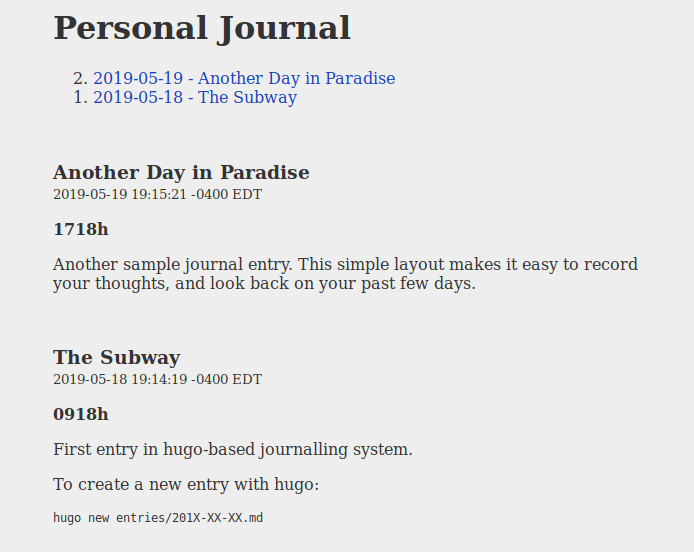 Personal Journal
2. 2019-05-19 - Another Day in Paradise
1. 2019-05-18 - The Subway
Another Day in Paradise
2019-05-19 19:15:21 -0400 EDT
1718h
Another sample journal entry. This simple layout makes it easy to record
your thoughts, and look back on your past few days.
The Subway
2019-05-18 19:14:19 -0400 EDT
0918h
First entry in hugo-based journalling system.
To create a new entry with hugo:
hugo new entries/201X-XX-XX.md